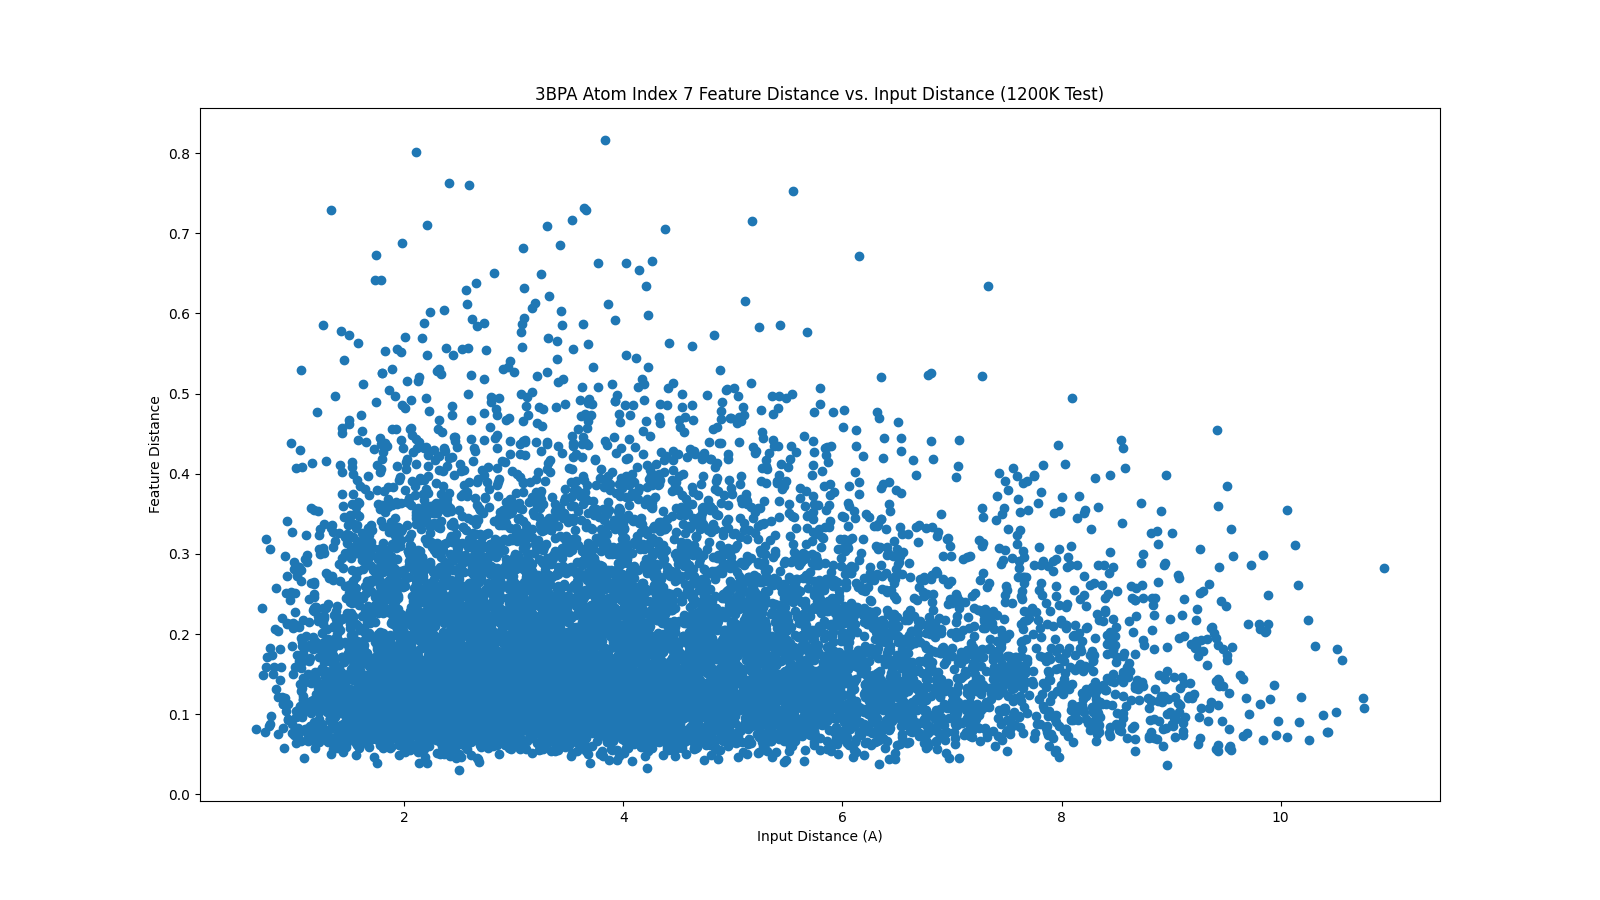 3BPA Atom Index 7 Feature Distance vs. Input Distance (1200K Test)
Feature Distance
0.8
0.7
0.6
0.5
0.4
0.3
0.2
0.1
0.0
2 4 6 8 10
Input Distance (A)